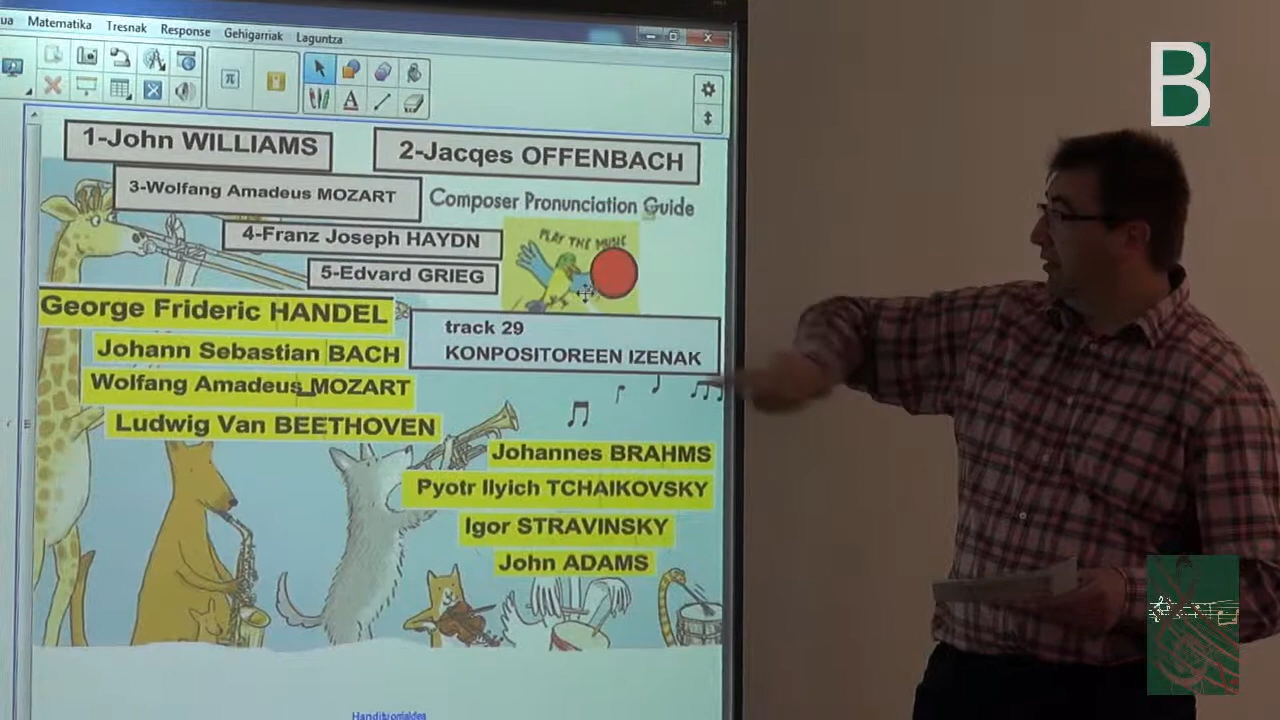 Matematika Tresnak Response Gehigarriak Laguntza
B
1-John WILLIAMS
2-Jacqes OFFENBACH
3-Wolfang Amadeus MOZART
Composer Pronunciation Guide
4-Franz Joseph HAYDN
PLAY THE MUSIC
5-Edvard GRIEG
George Frideric HANDEL
track 29
KONPOSITOREEN IZENAK
Johann Sebastian BACH
Wolfang Amadeus MOZART
Ludwig Van BEETHOVEN
Johannes BRAHMS
Pyotr Ilyich TCHAIKOVSKY
Igor STRAVINSKY
John ADAMS